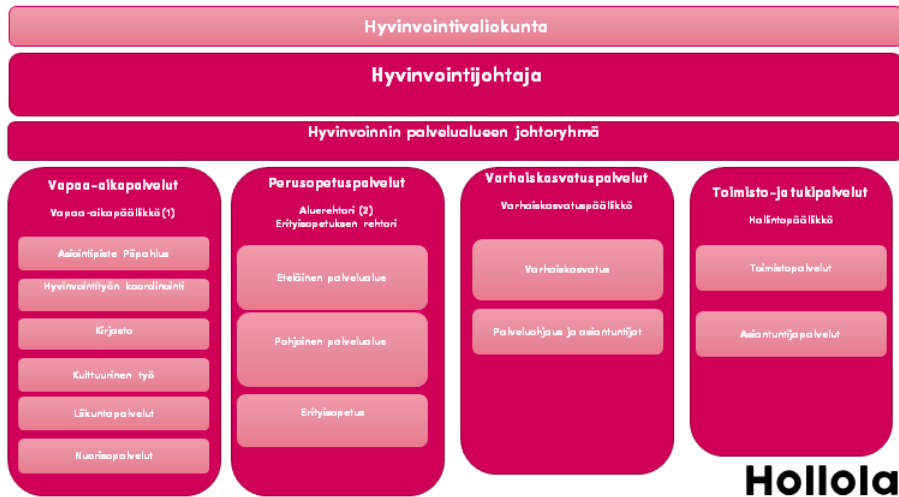 Hyvinvointivaliokunta
Hyvinvointijohtaja
Hyvinvoinnin palvelualueen johtoryhmä
Vapaa-aikapalvelut
Vapaa-aikapäällikkö(1)
Asiointipiste Piipahlus
Hyvinvointityön koordinointi
Kirjasto
Kulttuurinen työ
Liikuntapalvelut
Nuorisopalvelut
Perusopetuspalvelut
Aluerehtori (2)
Erityisopetuksen rehtori
Eteläinen palvelualue
Pohjoinen palvelualue
Erityisopetus
Varhaiskasvatuspalvelut
Varhaiskasvatuspäällikkö
Varhaiskasvatus
Palveluohjaus ja asiantuntijat
Toimisto-ja tukipalvelut
Hallintopäällikkö
Toimistopalvelut
Asiantuntijapalvelut
Hollola